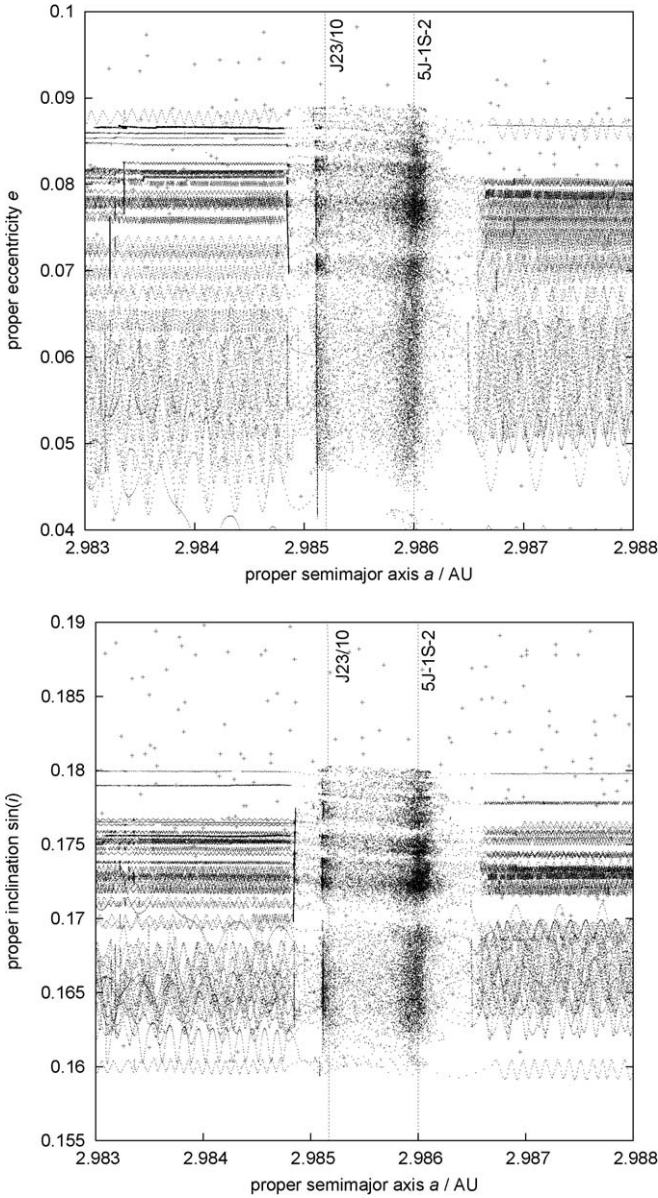 0.1
0.09
0.08
0.07
0.06
0.05
0.04
proper eccentricity e
J23/10
5J-1S-2
2.983 2.984 2.985 2.986 2.987 2.988
proper semimajor axis a / AU
0.19
0.185
0.18
0.175
0.17
0.165
0.16
0.155
proper inclination sin(i)
J23/10
5J-1S-2
2.983 2.984 2.985 2.986 2.987 2.988
proper semimajor axis a / AU